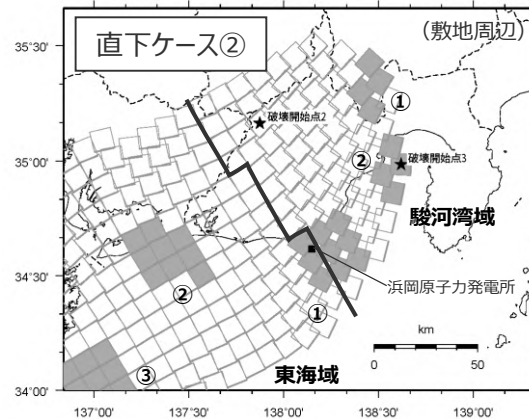 直下ケース②
(敷地周辺)
35°30'
★破壊開始点2
①
35°00'
②
★破壊開始点3
駿河湾域
34°30'
浜岡原子力発電所
②
①
km
0
50
東海域
③
34°00'
137°00'
137°30'
138°00'
138°30'